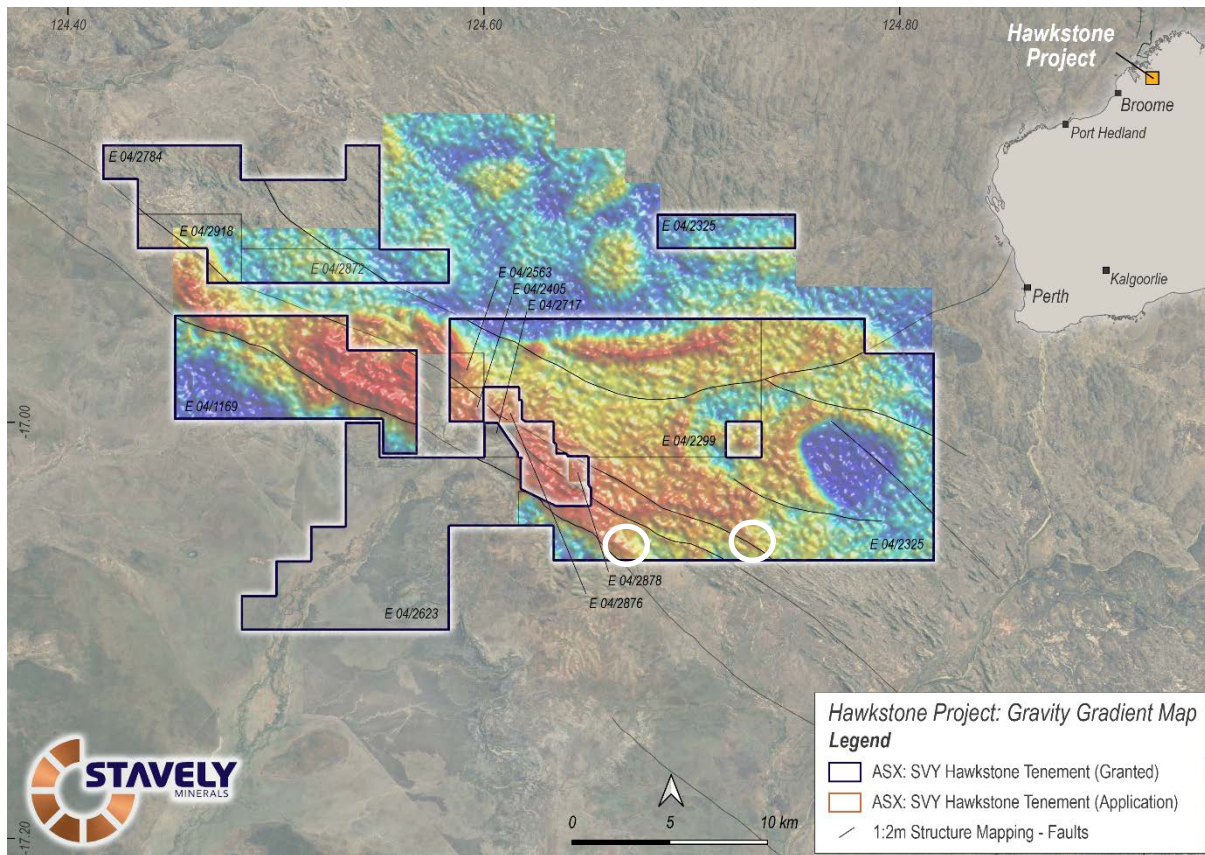 124.40
124.60
124.80
Hawkstone
Project
Broome
Port Hedland
Kalgoorlie
Perth
E 04/2784
E 04/2918
E 04/2872
E 04/2325
E 04/2563
E 04/2405
E 04/2717
E 04/1169
-17.00
E 04/2299
E 04/2325
E 04/2878
E 04/2876
E 04/2623
-17.20
STAVELY
MINERALS
0 5 10 km
Hawkstone Project: Gravity Gradient Map
Legend
ASX: SVY Hawkstone Tenement (Granted)
ASX: SVY Hawkstone Tenement (Application)
1:2m Structure Mapping - Faults